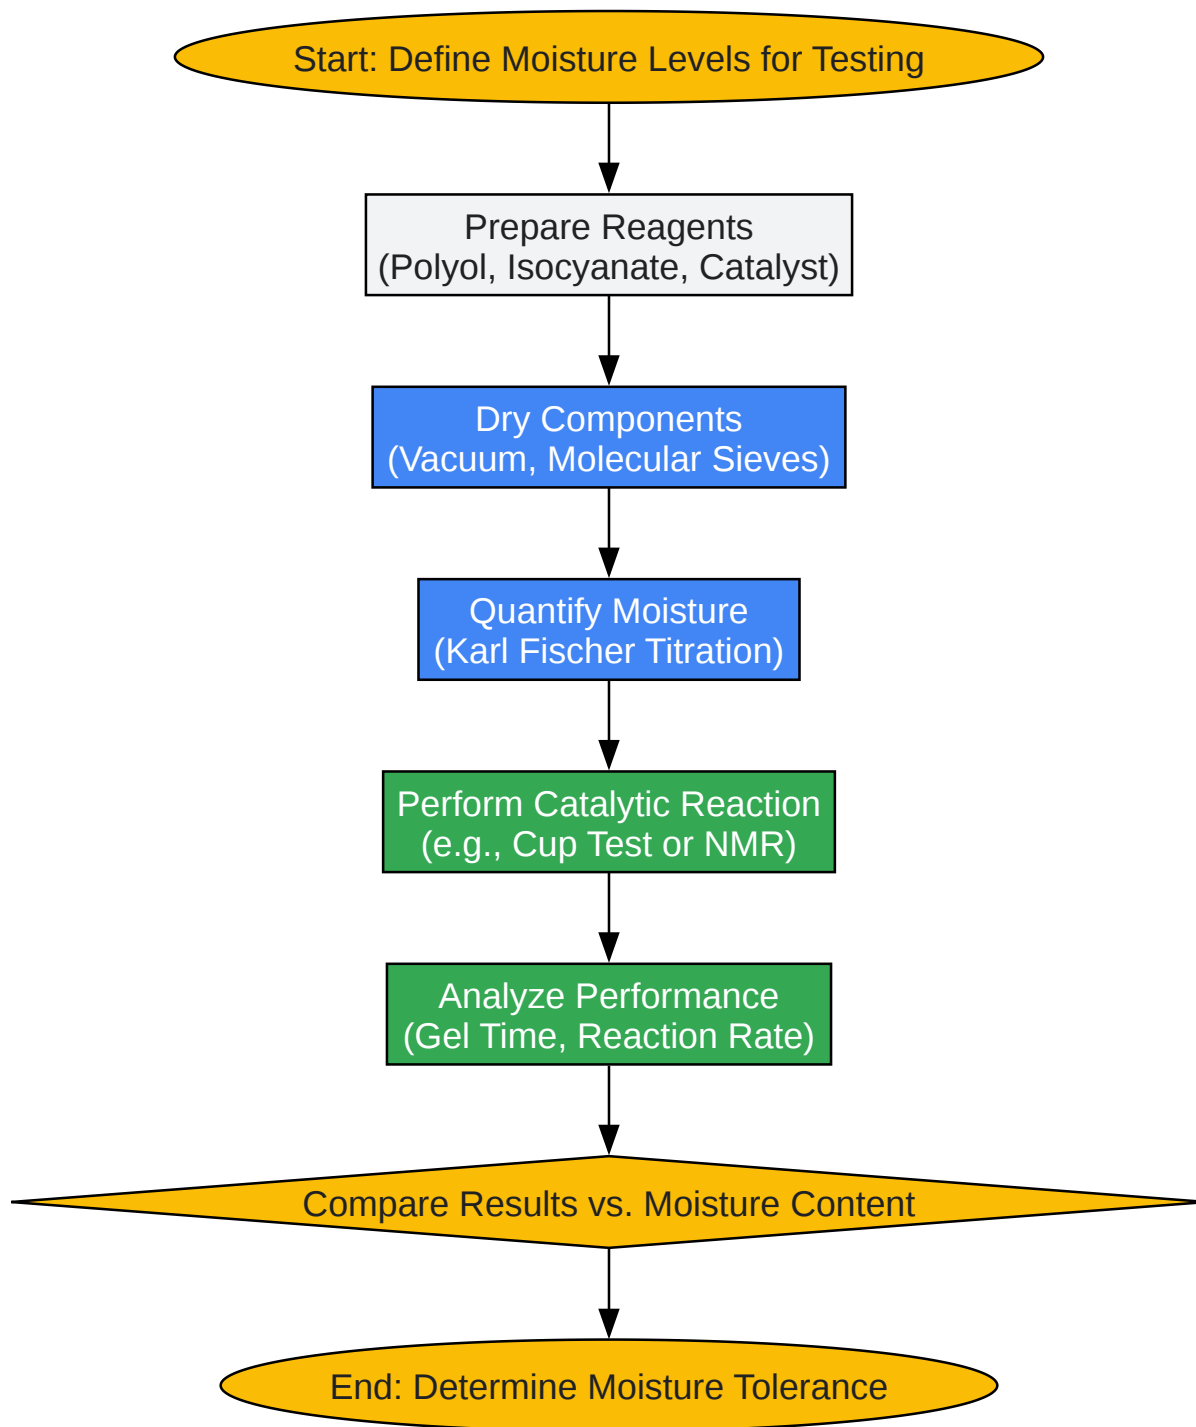 Start: Define Moisture Levels for Testing
Prepare Reagents
(Polyol, Isocyanate, Catalyst)
Dry Components
(Vacuum, Molecular Sieves)
Quantify Moisture
(Karl Fischer Titration)
Perform Catalytic Reaction
(e.g., Cup Test or NMR)
Analyze Performance
(Gel Time, Reaction Rate)
Compare Results vs. Moisture Content
End: Determine Moisture Tolerance